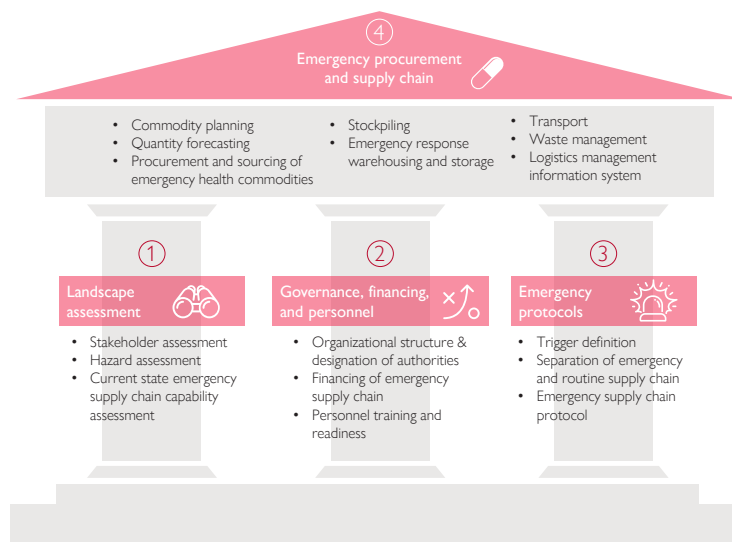 4
Emergency procurement
and supply chain
• Commodity planning
• Quantity forecasting
• Procurement and sourcing of
emergency health commodities
• Stockpiling
• Emergency response
warehousing and storage
• Transport
• Waste management
• Logistics management
information system
1
Landscape
assessment
• Stakeholder assessment
• Hazard assessment
• Current state emergency
supply chain capability
assessment
2
Governance, financing,
and personnel
• Organizational structure &
designation of authorities
• Financing of emergency
supply chain
• Personnel training and
readiness
3
Emergency
protocols
• Trigger definition
• Separation of emergency
and routine supply chain
• Emergency supply chain
protocol